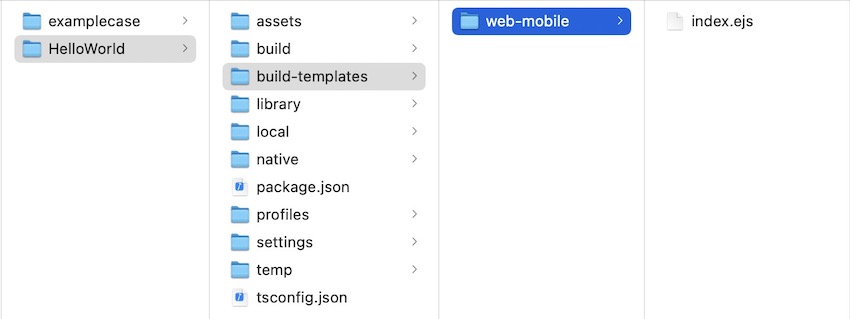 examplecase
HelloWorld
assets
build
build-templates
library
local
native
package.json
profiles
settings
temp
tsconfig.json
web-mobile
index.ejs